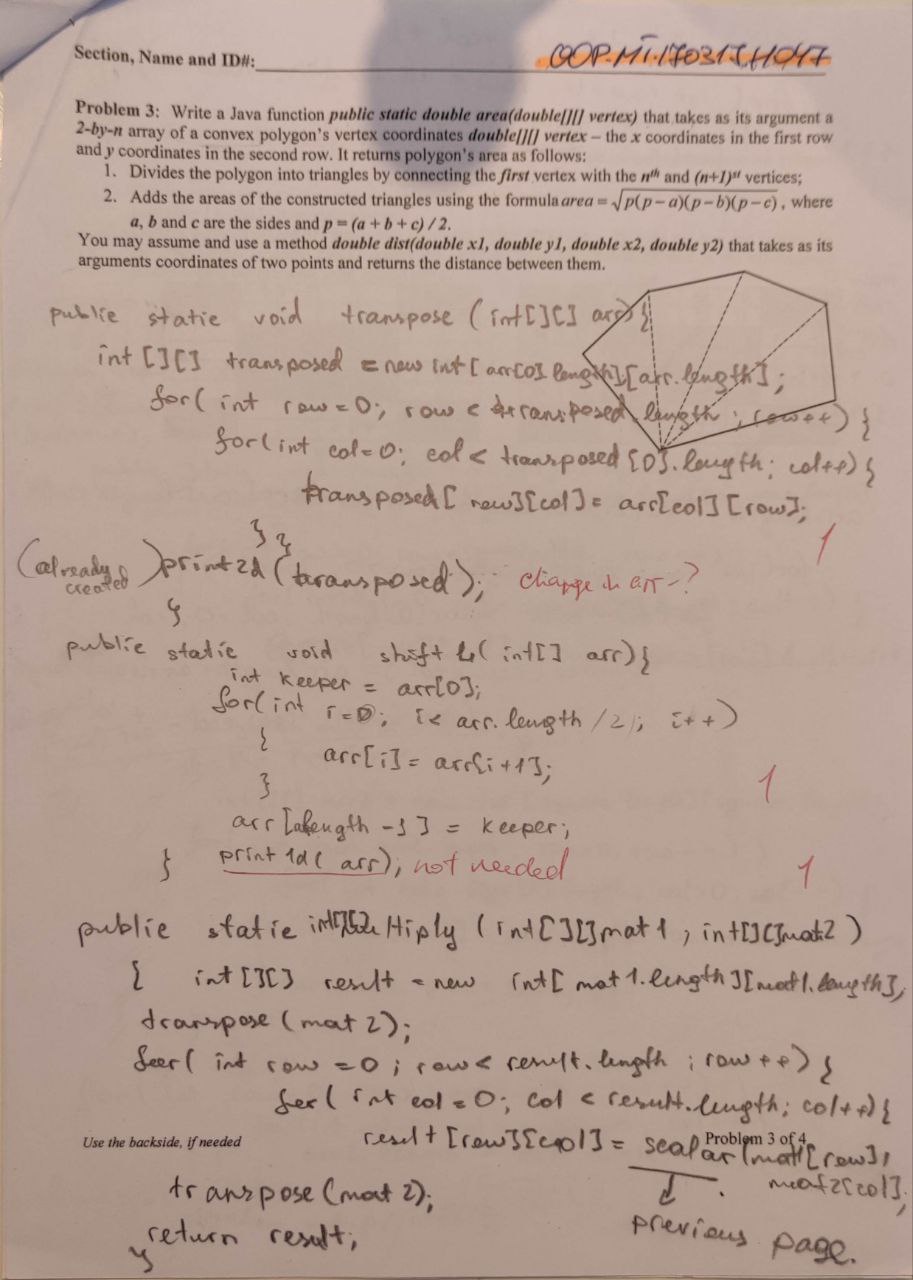 Section, Name and ID#:
Problem 3: Write a Java function public static double area(double[][] vertex) that takes as its argument a
2-by-n array of a convex polygon's vertex coordinates double[][] vertex – the x coordinates in the first row
and y coordinates in the second row. It returns polygon's area as follows:
1. Divides the polygon into triangles by connecting the first vertex with the nth and (n+1)st vertices;
2. Adds the areas of the constructed triangles using the formula area = √p(p−a)(p−b)(p−c), where
a, b and c are the sides and p = (a + b + c) / 2.
You may assume and use a method double dist(double x1, double y1, double x2, double y2) that takes as its
arguments coordinates of two points and returns the distance between them.
public static void transpose (int[][] arr) {
int [][] transposed = new int [arr[0].length][arr.length];
for( int row=0; row < transposed.length; row++) {
for(int col=0; col < transposed[0].length; col++) {
transposed[row][col] = arr[col][row];
} }
1
(already created) print2d (transposed); change in arr -?
}
public static void shift (int[] arr){
int keeper = arr[0];
for(int i=0; i< arr.length /2; i++)
{
arr[i] = arr[i+1];
}
1
arr [length -1] = keeper;
} print 1d( arr); not needed
1
public static int[][] multiply (int[][]mat1, int[][]mat2)
{ int[][] result = new int[ mat1.length][mat1.length];
transpose (mat2);
for( int row = 0; row < result.length; row++) {
for( int col = 0; col < result.length; col++) {
Use the backside, if needed
result [row][col] = scalar (mat1[row],
mat2[col];
Problem 3 of 4
transpose (mat2);
return result;
previous page.
}